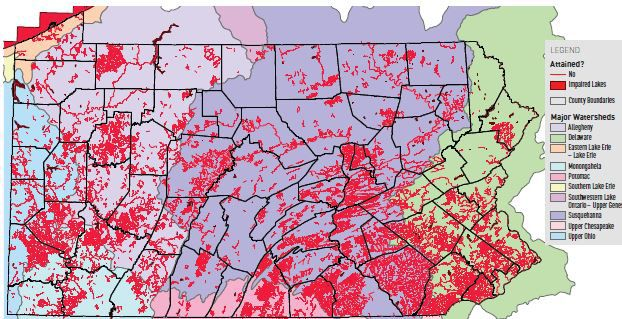 LEGEND
Attained?
No
Impaired Lakes
County Boundaries
Major Watersheds
Allegheny
Delaware
Eastern Lake Erie
– Lake Erie
Monongahela
Potomac
Southern Lake Erie
Southwestern Lake
Ontario – Upper Genes
Susquehanna
Upper Chesapeake
Upper Ohio